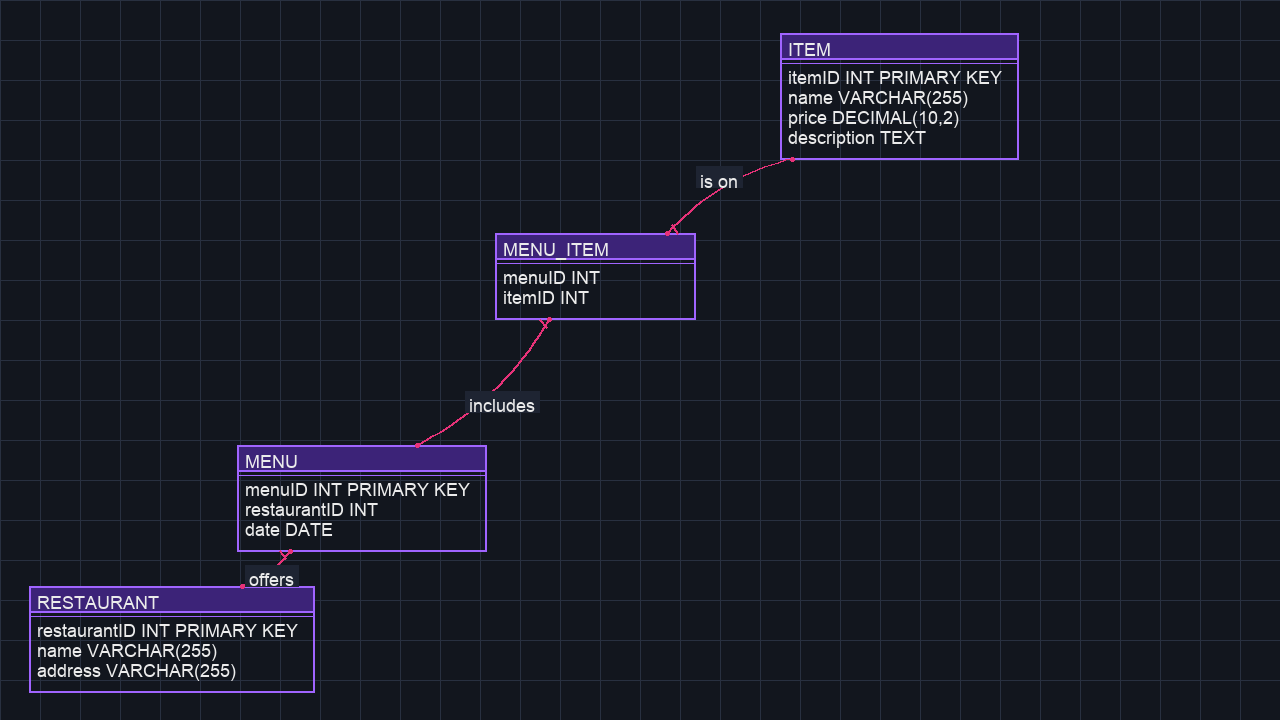 ITEM
itemID INT PRIMARY KEY
name VARCHAR(255)
price DECIMAL(10,2)
description TEXT
is on
MENU_ITEM
menuID INT
itemID INT
includes
MENU
menuID INT PRIMARY KEY
restaurantID INT
date DATE
offers
RESTAURANT
restaurantID INT PRIMARY KEY
name VARCHAR(255)
address VARCHAR(255)